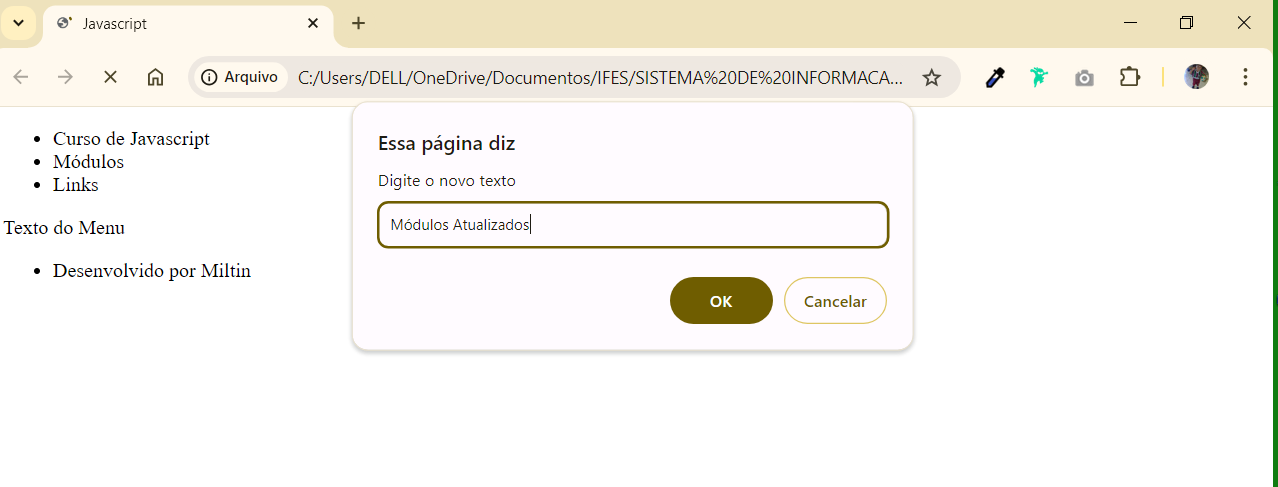 Javascript
Arquivo
C:/Users/DELL/OneDrive/Documentos/IFES/SISTEMA%20DE%20INFORMACA...
Essa página diz
Digite o novo texto
Módulos Atualizados
OK
Cancelar
Curso de Javascript
Módulos
Links
Texto do Menu
Desenvolvido por Miltin